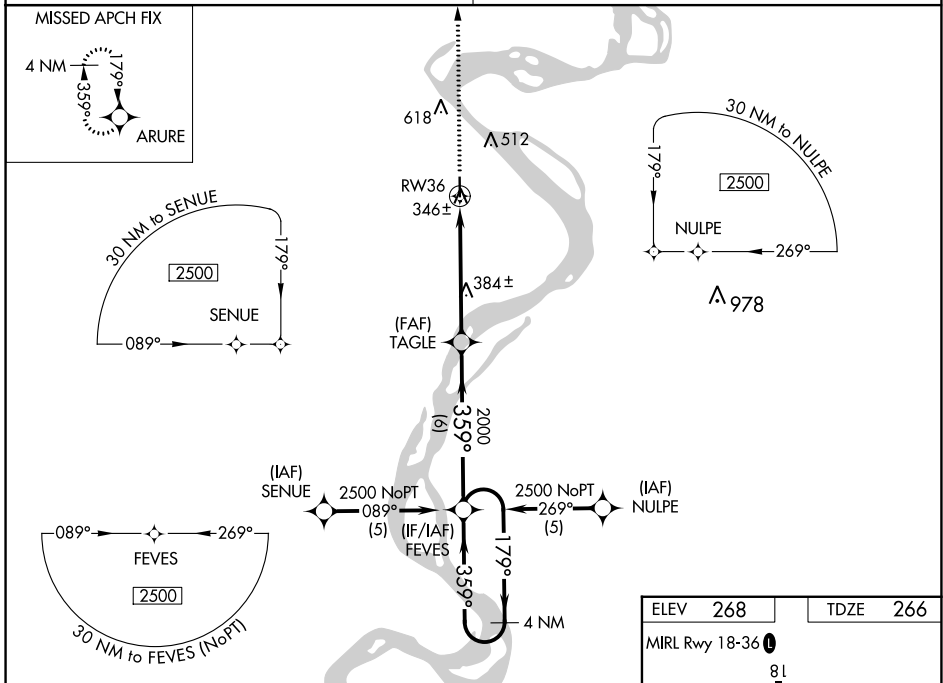 MISSED APCH FIX
4 NM
179°
359°
ARURE
618
512
RW36
346±
384±
(FAF)
TAGLE
2000
359°
(6)
30 NM to SENUE
2500
179°
SENUE
089°
30 NM to NULPE
179°
2500
NULPE
269°
978
(IAF)
SENUE
2500 NoPT
089°
(5)
(IF/IAF)
FEVES
2500 NoPT
269°
(5)
(IAF)
NULPE
179°
359°
4 NM
089°
269°
FEVES
2500
30 NM to FEVES (NoPT)
ELEV 268
TDZE 266
MIRL Rwy 18-36 L
18